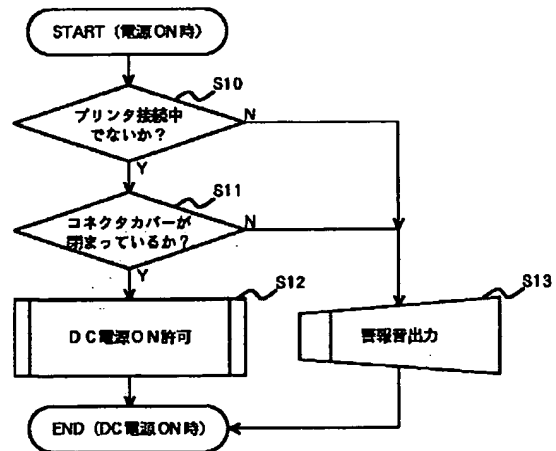 START（電源ON時）
S10
プリンタ接続中
でないか？
N
Y
S11
コネクタカバーが
閉まっているか？
N
Y
S12
DC電源ON許可
S13
警報音出力
END（DC電源ON時）